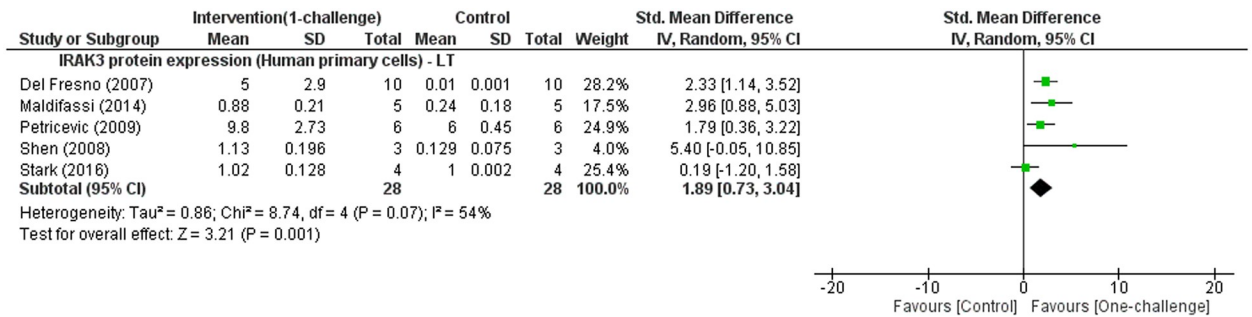 Intervention(1-challenge) Control Std. Mean Difference Std. Mean Difference
Study or Subgroup Mean SD Total Mean SD Total Weight IV, Random, 95% CI IV, Random, 95% CI
IRAK3 protein expression (Human primary cells) - LT
Del Fresno (2007) 5 2.9 10 0.01 0.001 10 28.2% 2.33 [1.14, 3.52]
Maldifassi (2014) 0.88 0.21 5 0.24 0.18 5 17.5% 2.96 [0.88, 5.03]
Petricevic (2009) 9.8 2.73 6 6 0.45 6 24.9% 1.79 [0.36, 3.22]
Shen (2008) 1.13 0.196 3 0.129 0.075 3 4.0% 5.40 [-0.05, 10.85]
Stark (2016) 1.02 0.128 4 1 0.002 4 25.4% 0.19 [-1.20, 1.58]
Subtotal (95% CI) 28 28 100.0% 1.89 [0.73, 3.04]
Heterogeneity: Tau² = 0.86; Chi² = 8.74, df = 4 (P = 0.07); I² = 54%
Test for overall effect: Z = 3.21 (P = 0.001)
-20 -10 0 10 20
Favours [Control] Favours [One-challenge]